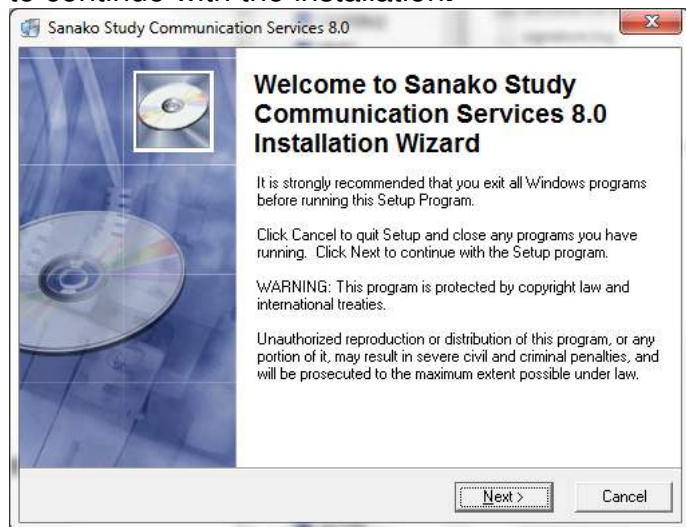 to continue with the installation.
Sanako Study Communication Services 8.0
Welcome to Sanako Study
Communication Services 8.0
Installation Wizard
It is strongly recommended that you exit all Windows programs
before running this Setup Program.
Click Cancel to quit Setup and close any programs you have
running. Click Next to continue with the Setup program.
WARNING: This program is protected by copyright law and
international treaties.
Unauthorized reproduction or distribution of this program, or any
portion of it, may result in severe civil and criminal penalties, and
will be prosecuted to the maximum extent possible under law.
Next >
Cancel